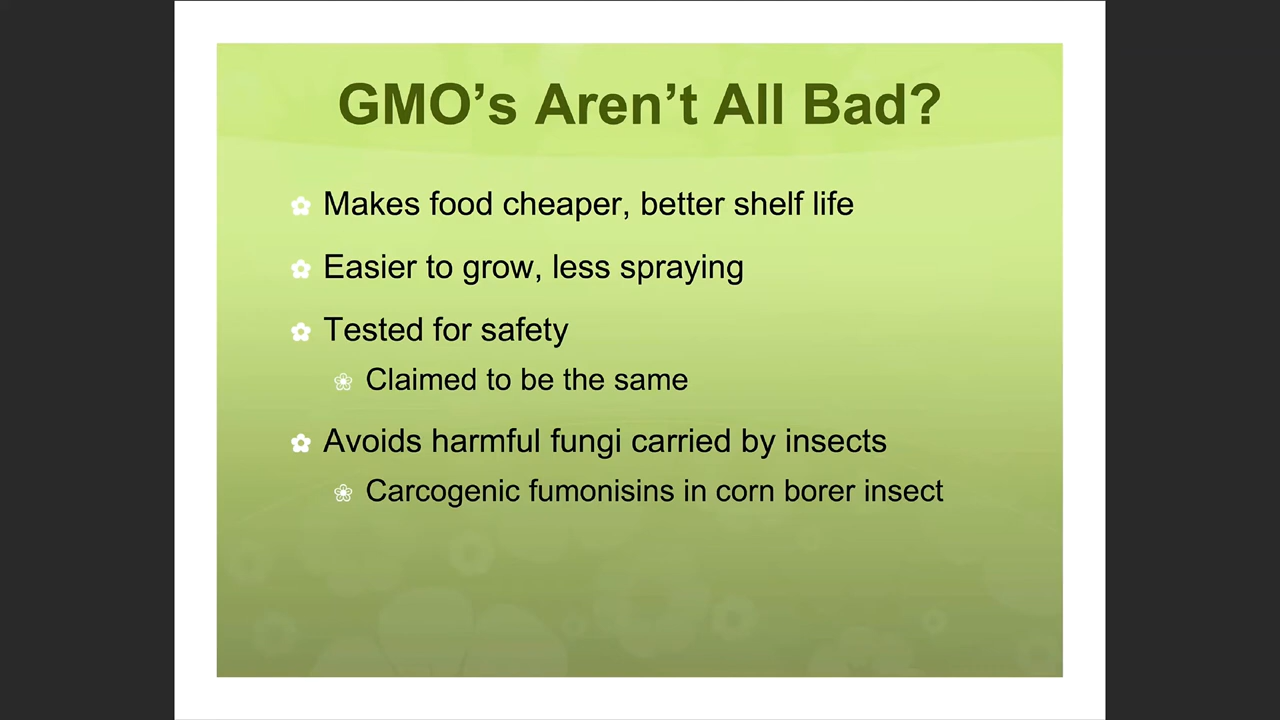 GMO’s Aren’t All Bad?
Makes food cheaper, better shelf life
Easier to grow, less spraying
Tested for safety
Claimed to be the same
Avoids harmful fungi carried by insects
Carcogenic fumonisins in corn borer insect